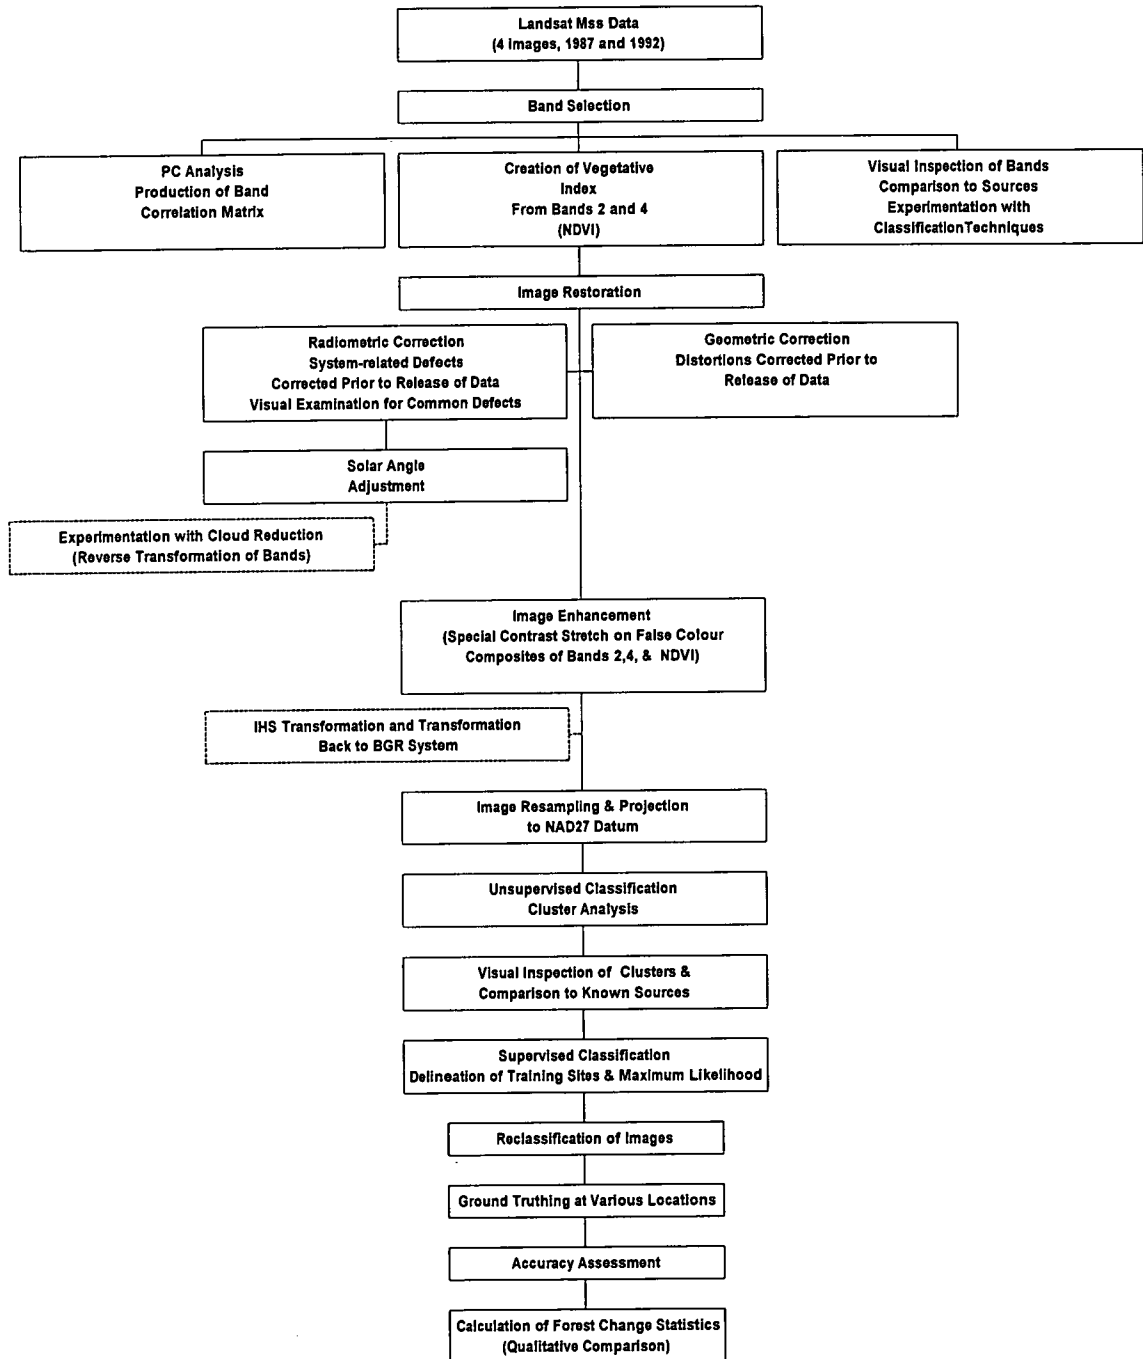 Landsat Mss Data
(4 Images, 1987 and 1992)
Band Selection
PC Analysis
Production of Band
Correlation Matrix
Creation of Vegetative
Index
From Bands 2 and 4
(NDVI)
Visual Inspection of Bands
Comparison to Sources
Experimentation with
ClassificationTechniques
Image Restoration
Radiometric Correction
System-related Defects
Corrected Prior to Release of Data
Visual Examination for Common Defects
Geometric Correction
Distortions Corrected Prior to
Release of Data
Solar Angle
Adjustment
Experimentation with Cloud Reduction
(Reverse Transformation of Bands)
Image Enhancement
(Special Contrast Stretch on False Colour
Composites of Bands 2,4, & NDVI)
IHS Transformation and Transformation
Back to BGR System
Image Resampling & Projection
to NAD27 Datum
Unsupervised Classification
Cluster Analysis
Visual Inspection of Clusters &
Comparison to Known Sources
Supervised Classification
Delineation of Training Sites & Maximum Likelihood
Reclassification of Images
Ground Truthing at Various Locations
Accuracy Assessment
Calculation of Forest Change Statistics
(Qualitative Comparison)